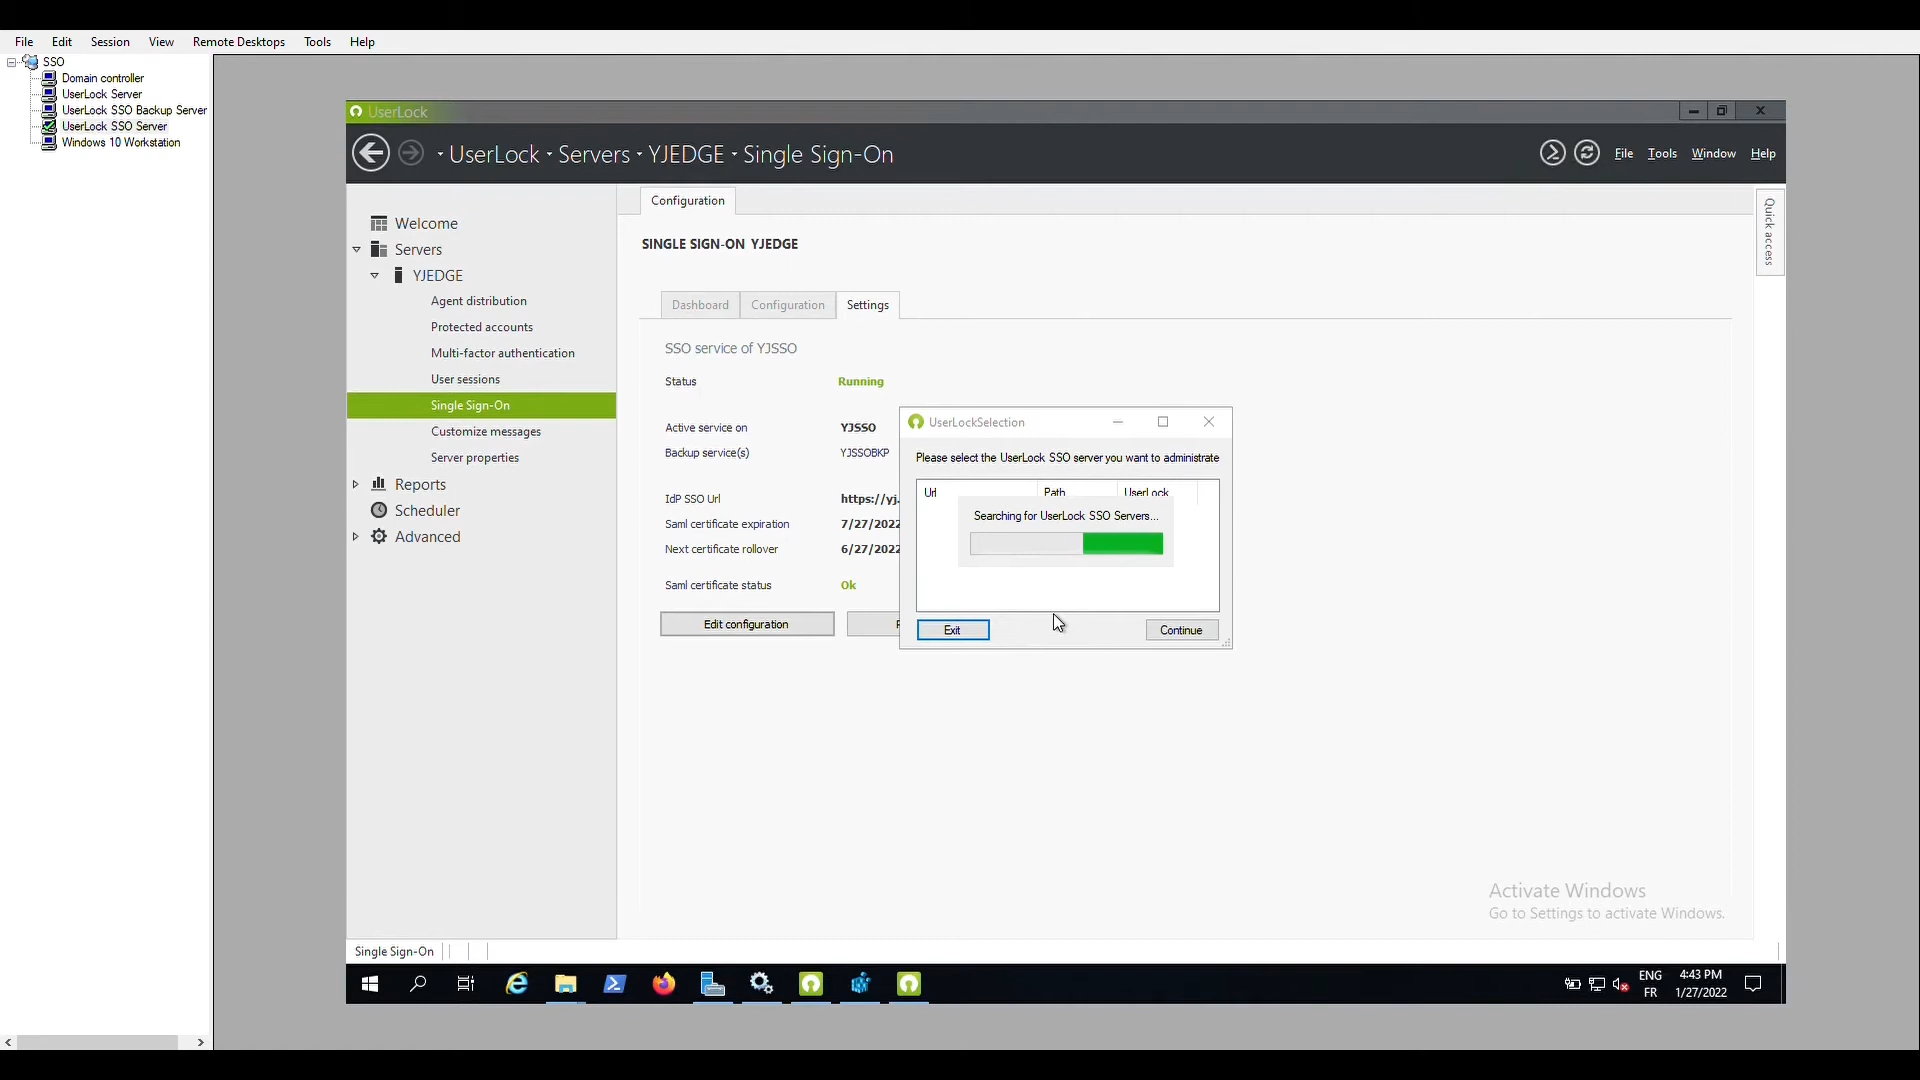 File Edit Session View Remote Desktops Tools Help
SSO
Domain controller
UserLock Server
UserLock SSO Backup Server
UserLock SSO Server
Windows 10 Workstation
UserLock
UserLock Servers YJEDGE Single Sign-On
File Tools Window Help
Welcome
Servers
YJEDGE
Agent distribution
Protected accounts
Multi-factor authentication
User sessions
Single Sign-On
Customize messages
Server properties
Reports
Scheduler
Advanced
Configuration
Quick access
SINGLE SIGN-ON YJEDGE
Dashboard Configuration Settings
SSO service of YJSSO
Status Running
Active service on YJSSO
Backup service(s) YJSSOBKP
IdP SSO Url https://yj.
Saml certificate expiration 7/27/2022
Next certificate rollover 6/27/2022
Saml certificate status Ok
Edit configuration
UserLockSelection
Please select the UserLock SSO server you want to administrate
Url Path UserLock
Searching for UserLock SSO Servers...
Exit Continue
Activate Windows
Go to Settings to activate Windows.
Single Sign-On
ENG
FR
4:43 PM
1/27/2022